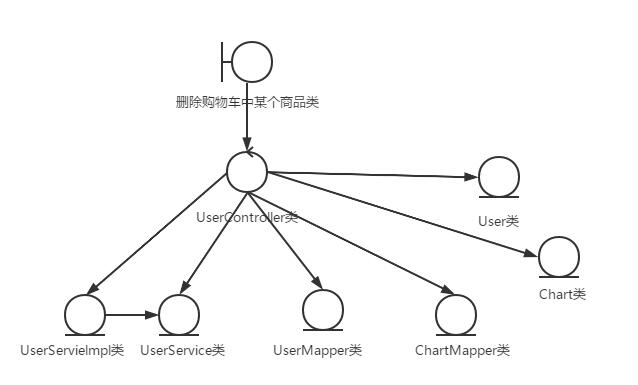 删除购物车中某个商品类
UserController类
User类
Chart类
UserServieImpl类
UserService类
UserMapper类
ChartMapper类